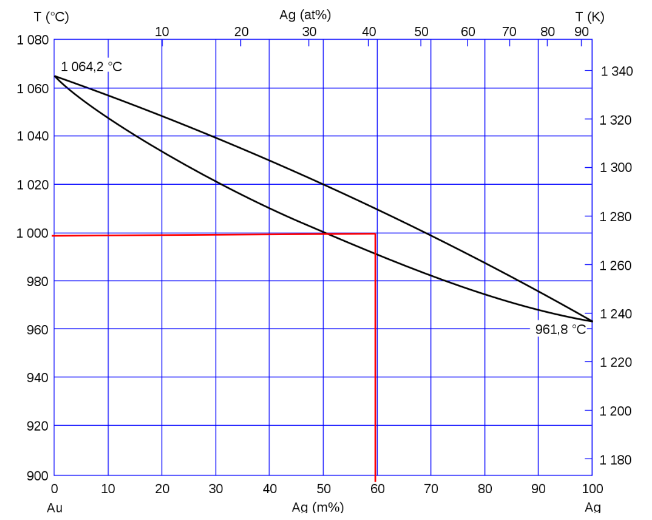 T (°C)
Ag (at%)
T (K)
10 20 30 40 50 60 70 80 90
1 080
1 064,2 °C
1 340
1 060
1 320
1 040
1 300
1 020
1 280
1 000
1 260
980
1 240
961,8 °C
960
1 220
940
1 200
920
1 180
900
0 10 20 30 40 50 60 70 80 90 100
Au Ag (m%) Ag